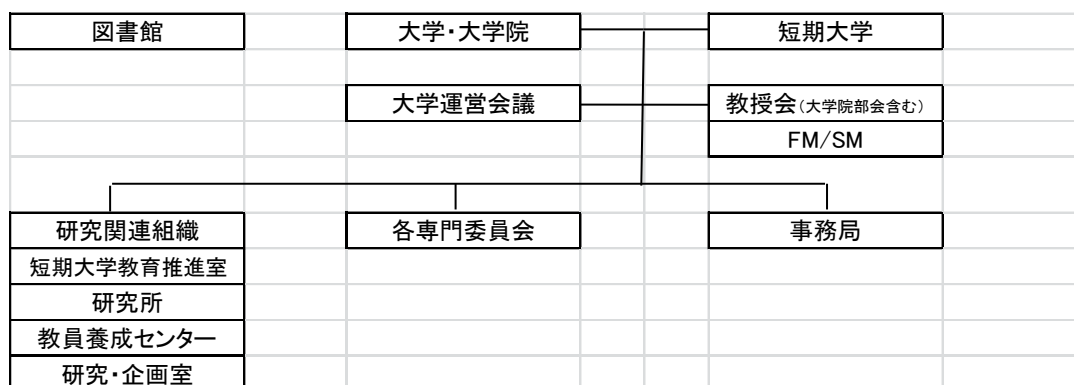 図書館 大学・大学院 短期大学
大学運営会議 教授会(大学院部会含む)
FM/SM
研究関連組織 各専門委員会 事務局
短期大学教育推進室
研究所
教員養成センター
研究・企画室